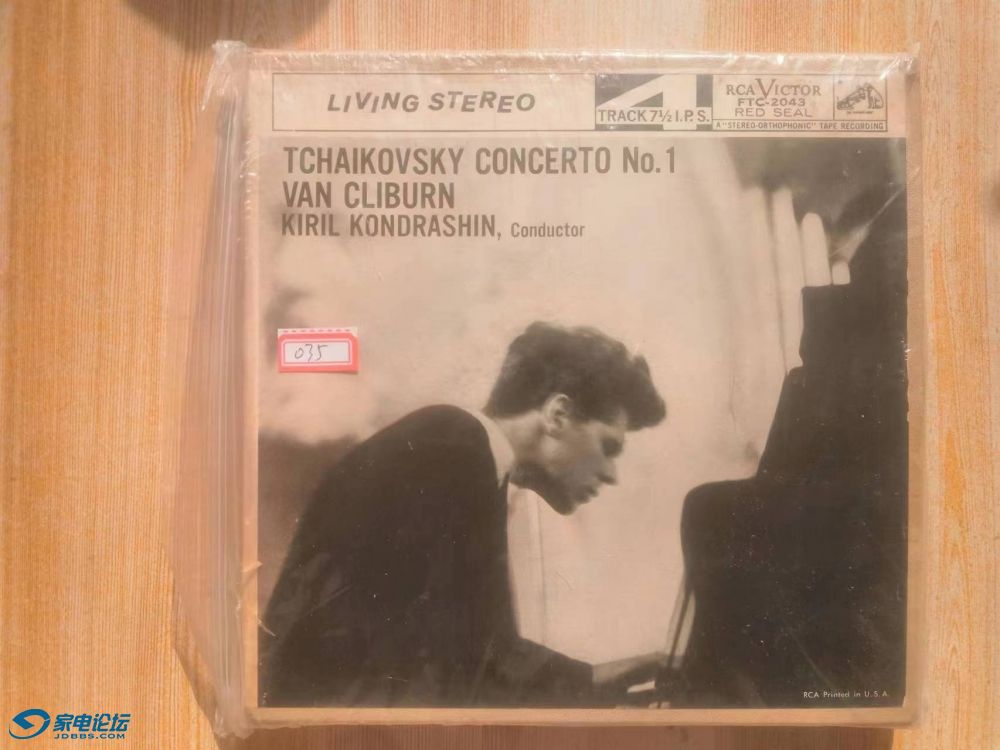 LIVING STEREO
4
TRACK 7½ I.P.S.
RCA VICTOR
FTC-2043
RED SEAL
A "STEREO-ORTHOPHONIC" TAPE RECORDING
TCHAIKOVSKY CONCERTO No. 1
VAN CLIBURN
KIRIL KONDRASHIN, Conductor
035
RCA Printed in U.S.A.
家电论坛
JDBBS.COM